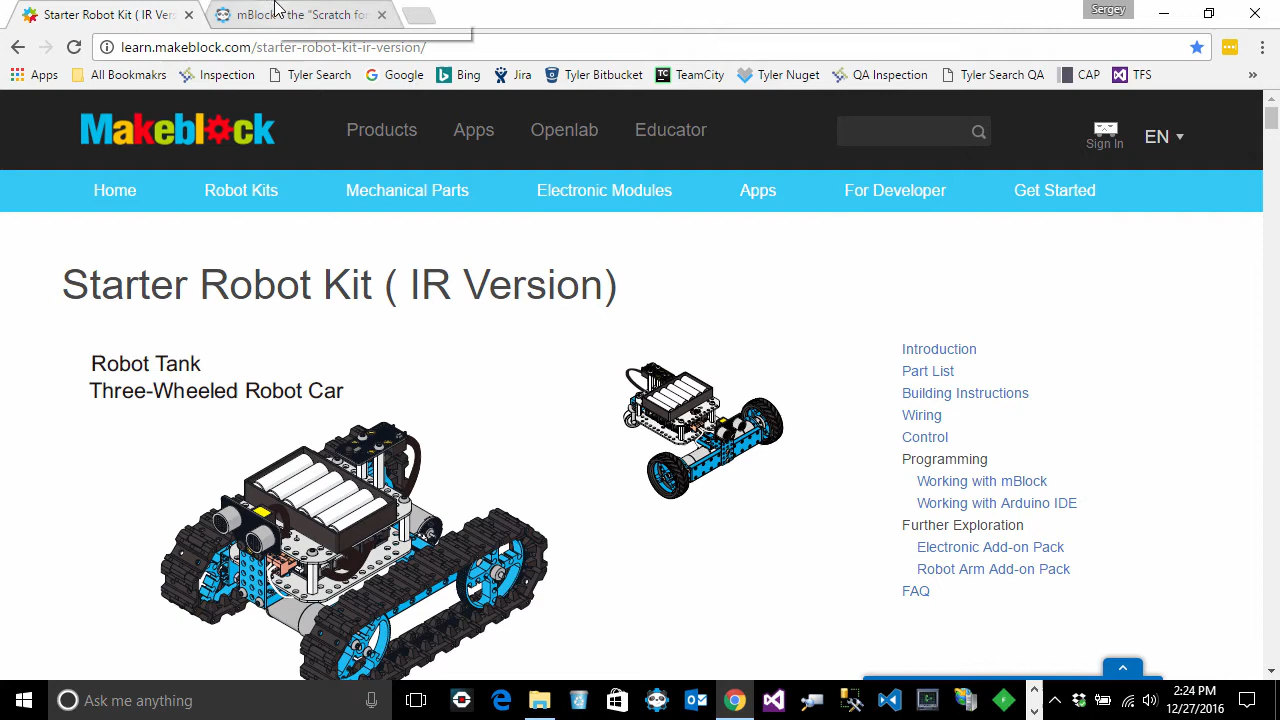 Starter Robot Kit ( IR Ver
mBlock - the "Scratch for
Sergey
learn.makeblock.com/starter-robot-kit-ir-version/
Apps All Bookmakrs Inspection Tyler Search Google Bing Jira Tyler Bitbucket TeamCity Tyler Nuget QA Inspection Tyler Search QA CAP TFS »
Makeblock Products Apps Openlab Educator Sign In EN
Home Robot Kits Mechanical Parts Electronic Modules Apps For Developer Get Started
Starter Robot Kit ( IR Version)
Robot Tank
Three-Wheeled Robot Car
Introduction
Part List
Building Instructions
Wiring
Control
Programming
Working with mBlock
Working with Arduino IDE
Further Exploration
Electronic Add-on Pack
Robot Arm Add-on Pack
FAQ
Ask me anything
2:24 PM
12/27/2016